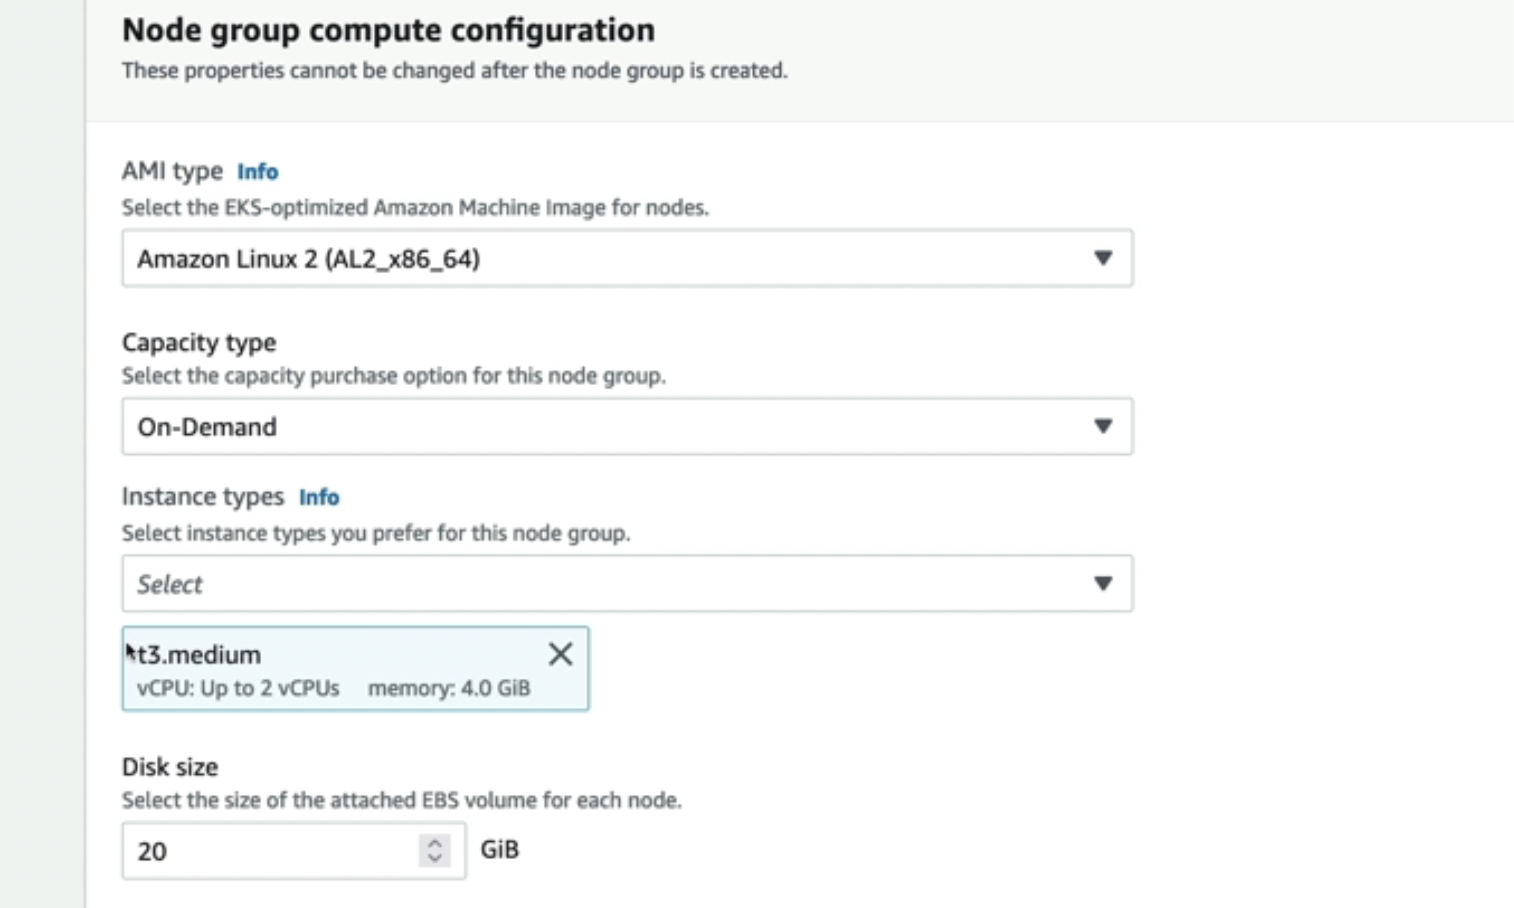 Node group compute configuration
These properties cannot be changed after the node group is created.
AMI type Info
Select the EKS-optimized Amazon Machine Image for nodes.
Amazon Linux 2 (AL2_x86_64)
Capacity type
Select the capacity purchase option for this node group.
On-Demand
Instance types Info
Select instance types you prefer for this node group.
Select
t3.medium
vCPU: Up to 2 vCPUs memory: 4.0 GiB
Disk size
Select the size of the attached EBS volume for each node.
20 GiB